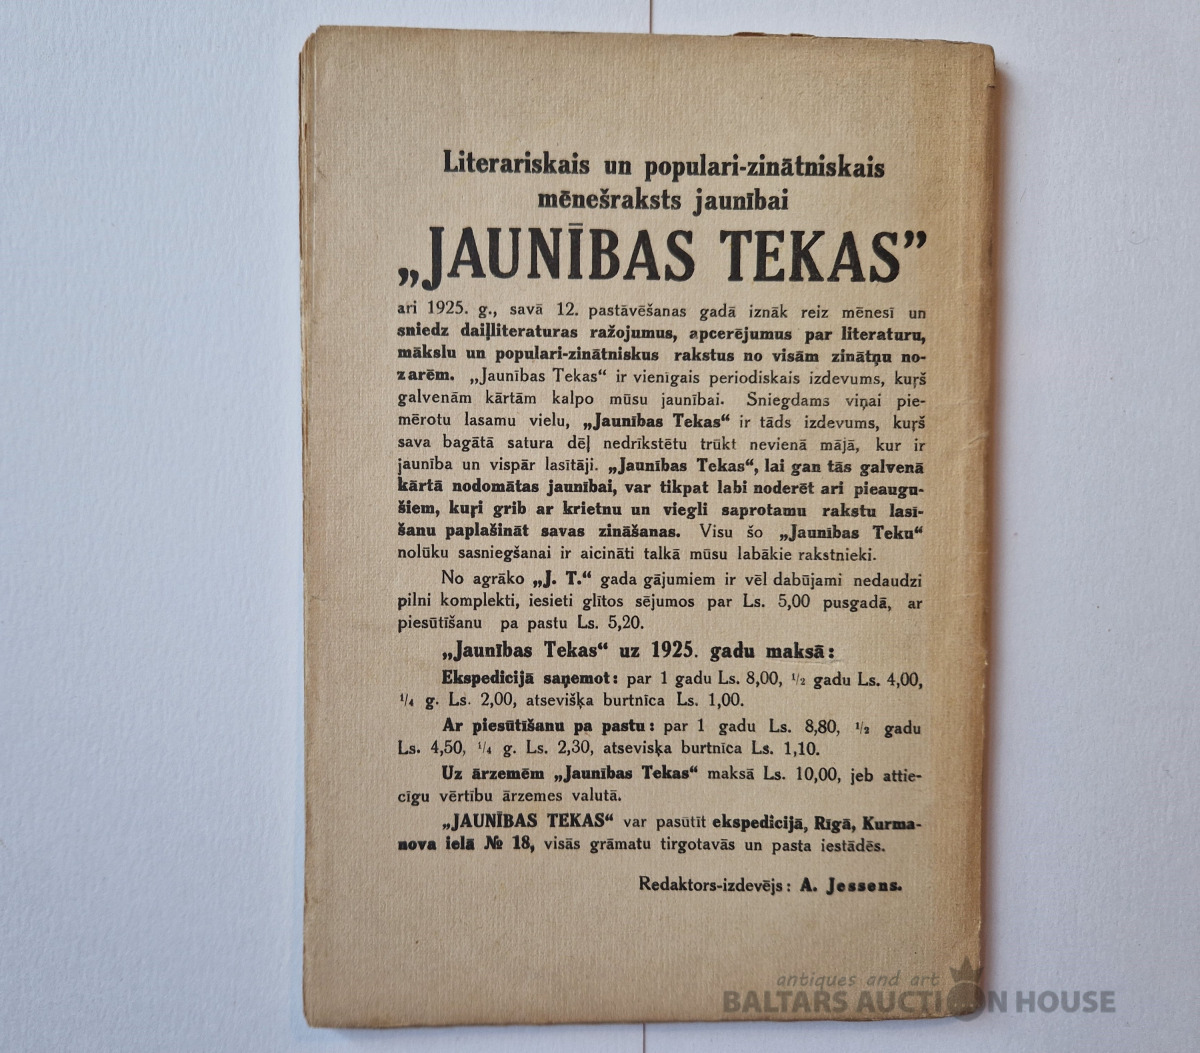 Literariskais un populari-zinātniskais
mēnešraksts jaunībai
„JAUNĪBAS TEKAS”
ari 1925. g., savā 12. pastāvēšanas gadā iznāk reiz mēnesī un
sniedz daiļliteraturas ražojumus, apcerējumus par literaturu,
mākslu un populari-zinātniskus rakstus no visām zinātņu no-
zarēm. „Jaunības Tekas“ ir vienīgais periodiskais izdevums, kuŗš
galvenām kārtām kalpo mūsu jaunībai. Sniegdams viņai pie-
mērotu lasamu vielu, „Jaunības Tekas“ ir tāds izdevums, kuŗš
sava bagātā satura dēļ nedrīkstētu trūkt nevienā mājā, kur ir
jaunība un vispār lasītāji. „Jaunības Tekas“, lai gan tās galvenā
kārtā nodomātas jaunībai, var tikpat labi noderēt ari pieaugu-
šiem, kuŗi grib ar krietnu un viegli saprotamu rakstu lasī-
šanu paplašināt savas zināšanas. Visu šo „Jaunības Teku“
nolūku sasniegšanai ir aicināti talkā mūsu labākie rakstnieki.
No agrāko „J. T.“ gada gājumiem ir vēl dabūjami nedaudzi
pilni komplekti, iesieti glītos sējumos par Ls. 5,00 pusgadā, ar
piesūtīšanu pa pastu Ls. 5,20.
„Jaunības Tekas“ uz 1925. gadu maksā:
Ekspedicijā saņemot: par 1 gadu Ls. 8,00, ½ gadu Ls. 4,00,
¼ g. Ls. 2,00, atsevišķa burtnīca Ls. 1,00.
Ar piesūtīšanu pa pastu: par 1 gadu Ls. 8,80, ½ gadu
Ls. 4,50, ¼ g. Ls. 2,30, atsevisķa burtnīca Ls. 1,10.
Uz ārzemēm „Jaunības Tekas“ maksā Ls. 10,00, jeb attie-
cīgu vērtību ārzemes valutā.
„JAUNĪBAS TEKAS“ var pasūtīt ekspedicijā, Rīgā, Kurma-
nova ielā № 18, visās grāmatu tirgotavās un pasta iestādēs.
Redaktors-izdevējs: A. Jessens.
antiques and art
BALTARS AUCTION HOUSE